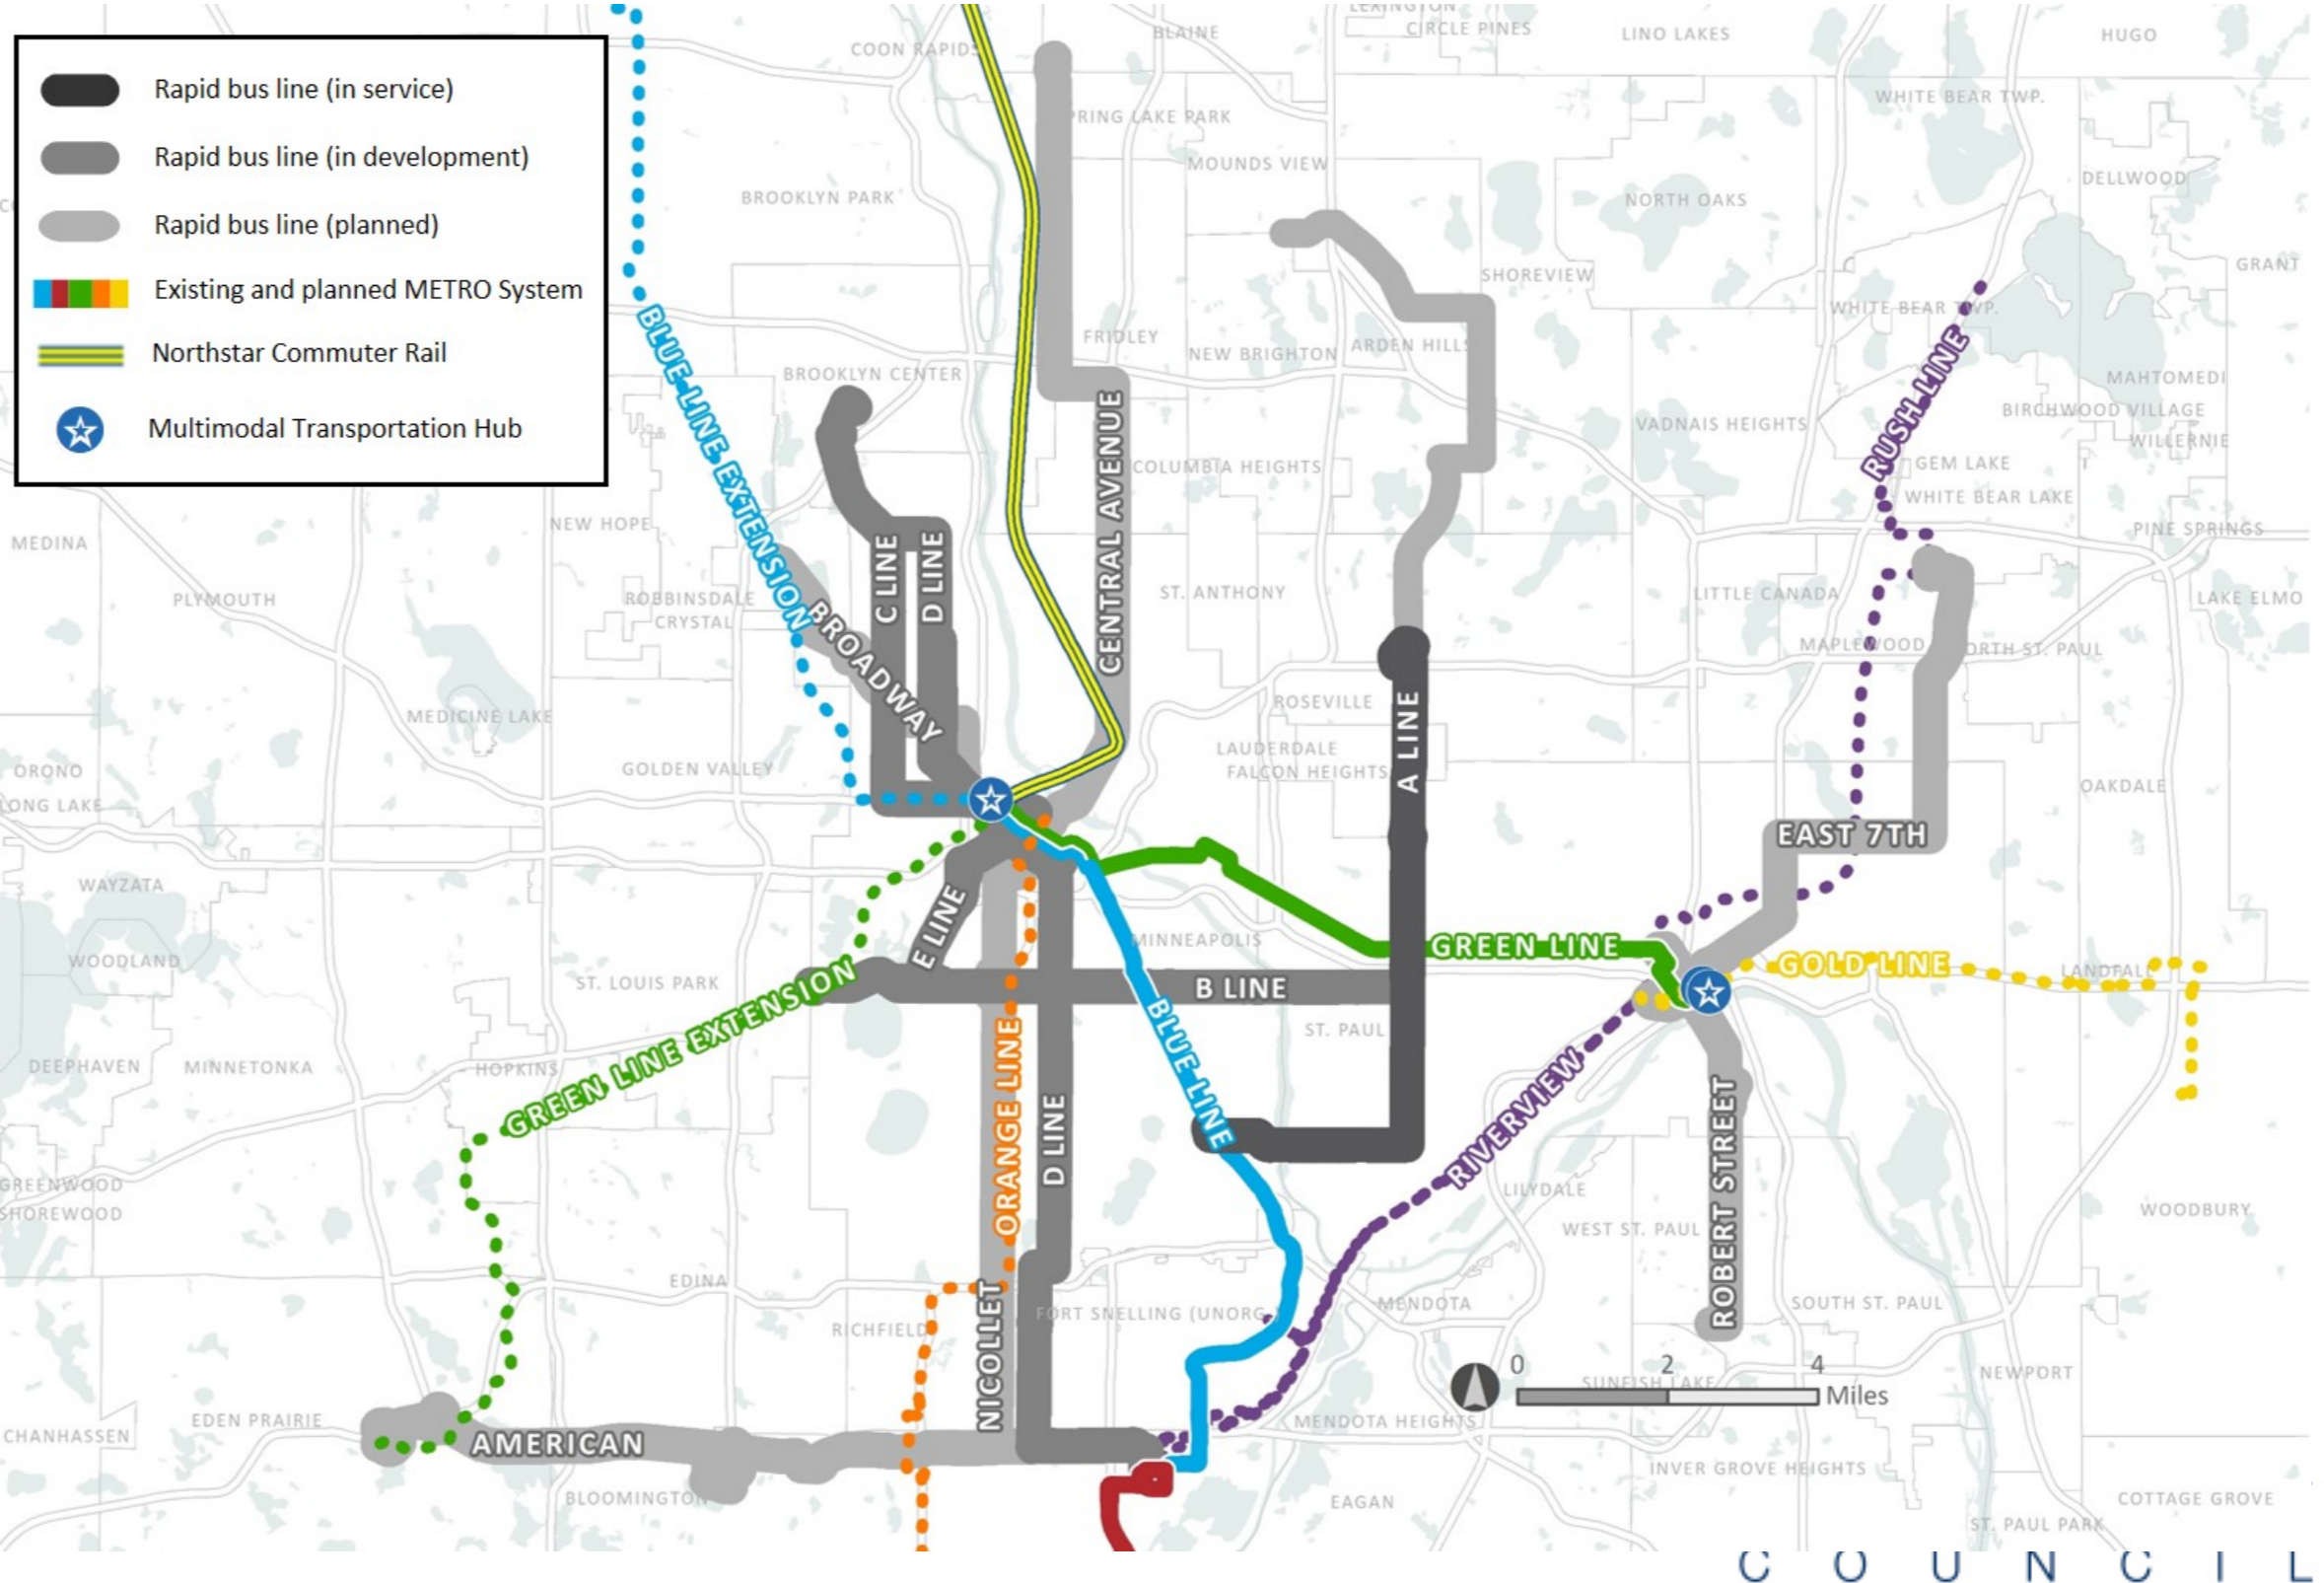 LEXINGTON
COON RAPIDS
BLAINE
CIRCLE PINES
LINO LAKES
HUGO
Rapid bus line (in service)
Rapid bus line (in development)
Rapid bus line (planned)
Existing and planned METRO System
Northstar Commuter Rail
Multimodal Transportation Hub
WHITE BEAR TWP.
PRING LAKE PARK
MOUNDS VIEW
DELLWOOD
BROOKLYN PARK
NORTH OAKS
GRANT
SHOREVIEW
WHITE BEAR TWP.
BLUE LINE EXTENSION
FRIDLEY
NEW BRIGHTON
ARDEN HILLS
RUSH LINE
BROOKLYN CENTER
MAHTOMEDI
BIRCHWOOD VILLAGE
VADNAIS HEIGHTS
WILLERNIE
CENTRAL AVENUE
COLUMBIA HEIGHTS
GEM LAKE
WHITE BEAR LAKE
NEW HOPE
PINE SPRINGS
MEDINA
C LINE
D LINE
PLYMOUTH
ROBBINSDALE
CRYSTAL
ST. ANTHONY
LITTLE CANADA
LAKE ELMO
BROADWAY
MAPLEWOOD
ORTH ST. PAUL
MEDICINE LAKE
ROSEVILLE
A LINE
LAUDERDALE
FALCON HEIGHTS
ORONO
GOLDEN VALLEY
OAKDALE
LONG LAKE
EAST 7TH
WAYZATA
E LINE
MINNEAPOLIS
GREEN LINE
GOLD LINE
LANDFALL
WOODLAND
ST. LOUIS PARK
B LINE
GREEN LINE EXTENSION
BLUE LINE
ST. PAUL
DEEPHAVEN
MINNETONKA
HOPKINS
ORANGE LINE
D LINE
RIVERVIEW
ROBERT STREET
GREENWOOD
SHOREWOOD
LILYDALE
WOODBURY
WEST ST. PAUL
EDINA
NICOLLET
FORT SNELLING (UNORG.
MENDOTA
SOUTH ST. PAUL
RICHFIELD
0 2 4
Miles
SUNFISH LAKE
NEWPORT
EDEN PRAIRIE
MENDOTA HEIGHTS
CHANHASSEN
AMERICAN
INVER GROVE HEIGHTS
BLOOMINGTON
EAGAN
COTTAGE GROVE
ST. PAUL PARK
COUNCIL